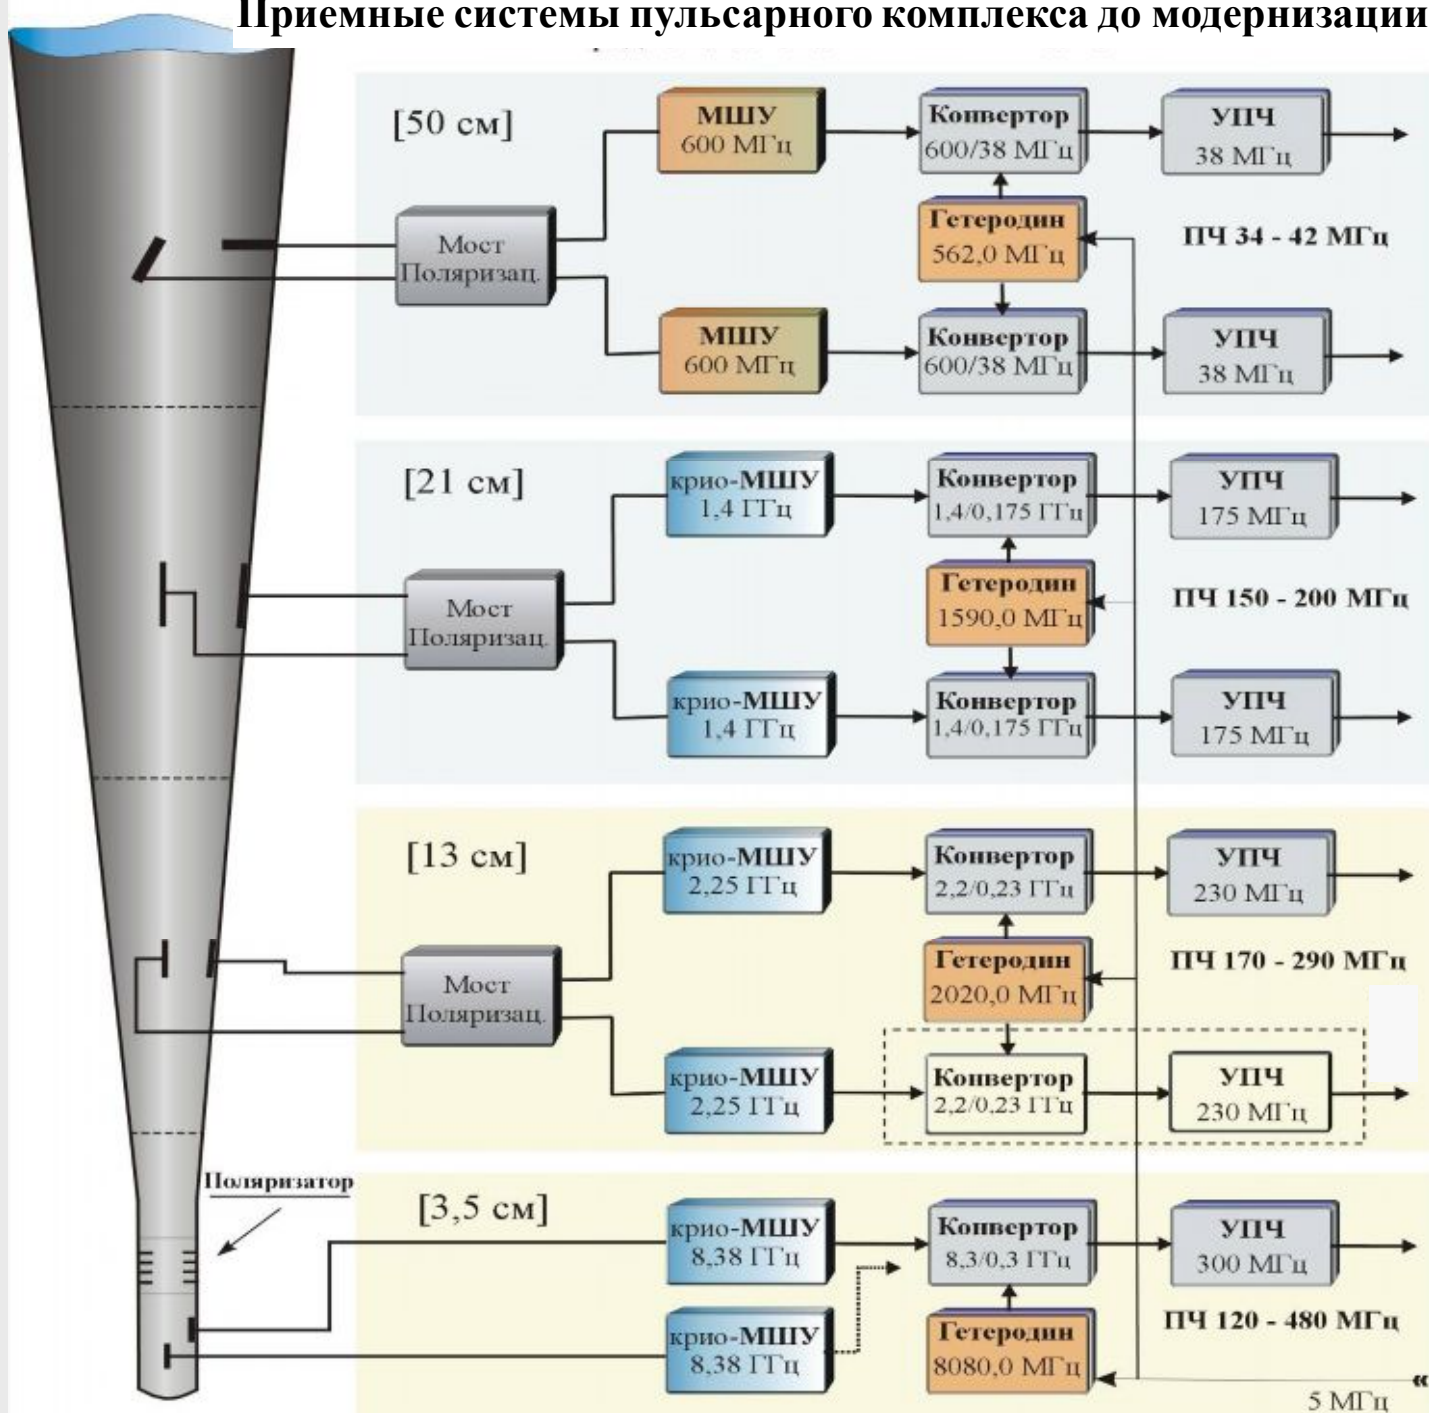 Приемные системы пульсарного комплекса до модернизации
[50 см]
МШУ
600 МГц
Конвертор
600/38 МГц
УПЧ
38 МГц
Мост
Поляризац.
Гетеродин
562,0 МГц
ПЧ 34 - 42 МГц
МШУ
600 МГц
Конвертор
600/38 МГц
УПЧ
38 МГц
[21 см]
крио-МШУ
1,4 ГГц
Конвертор
1,4/0,175 ГГц
УПЧ
175 МГц
Мост
Поляризац.
Гетеродин
1590,0 МГц
ПЧ 150 - 200 МГц
крио-МШУ
1,4 ГГц
Конвертор
1,4/0,175 ГГц
УПЧ
175 МГц
[13 см]
крио-МШУ
2,25 ГГц
Конвертор
2,2/0,23 ГГц
УПЧ
230 МГц
Мост
Поляризац.
Гетеродин
2020,0 МГц
ПЧ 170 - 290 МГц
крио-МШУ
2,25 ГГц
Конвертор
2,2/0,23 ГГц
УПЧ
230 МГц
Поляризатор
[3,5 см]
крио-МШУ
8,38 ГГц
Конвертор
8,3/0,3 ГГц
УПЧ
300 МГц
крио-МШУ
8,38 ГГц
Гетеродин
8080,0 МГц
ПЧ 120 - 480 МГц
5 МГц